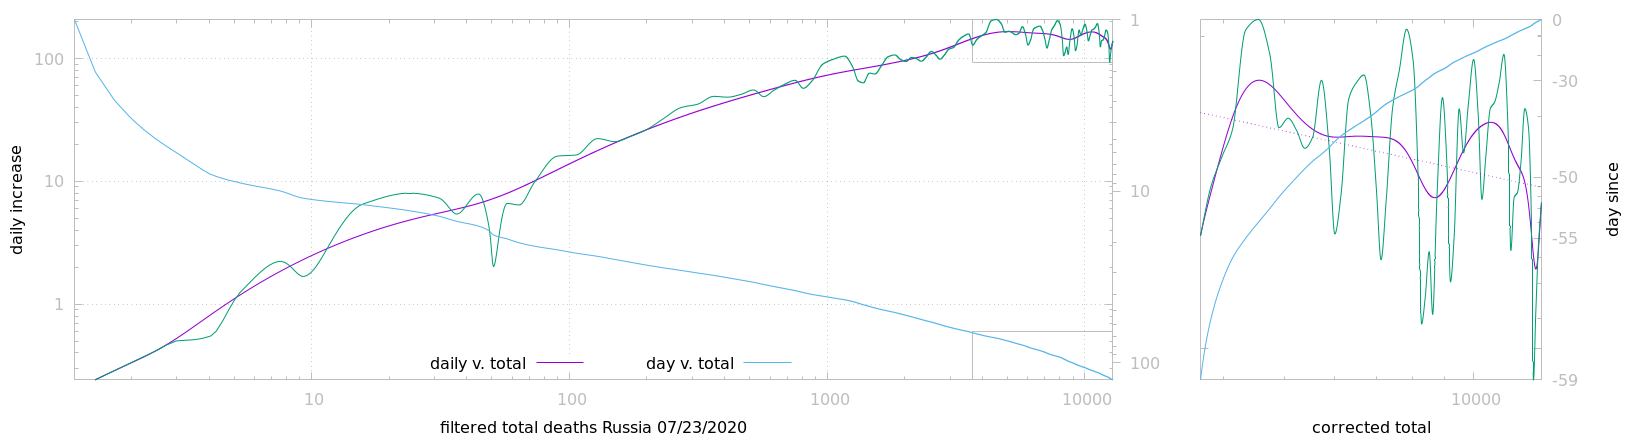 daily increase
100
10
1
daily v. total
day v. total
10
100
1000
10000
filtered total deaths Russia 07/23/2020
1
10
100
0
-30
-50
-55
-59
day since
10000
corrected total